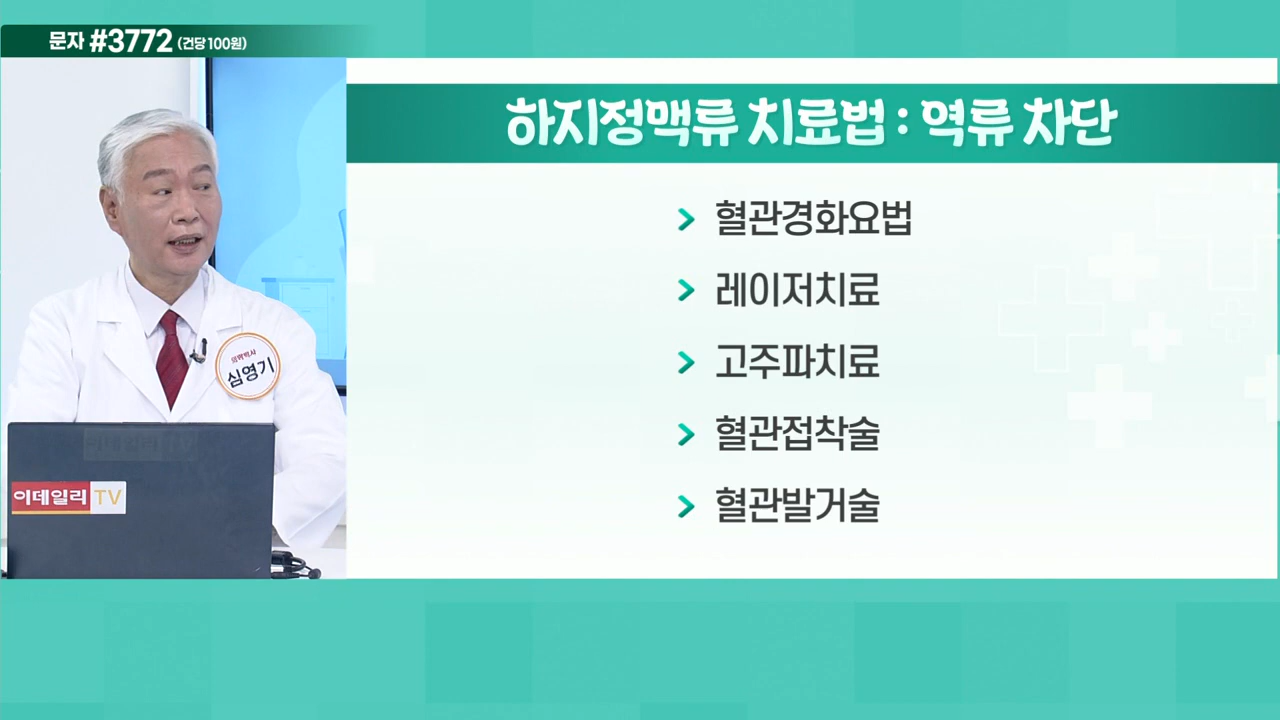 문자 #3772 (건당 100원)
하지정맥류 치료법 : 역류 차단
혈관경화요법
레이저치료
고주파치료
혈관접착술
혈관발거술
의학박사
심영기
이데일리 TV